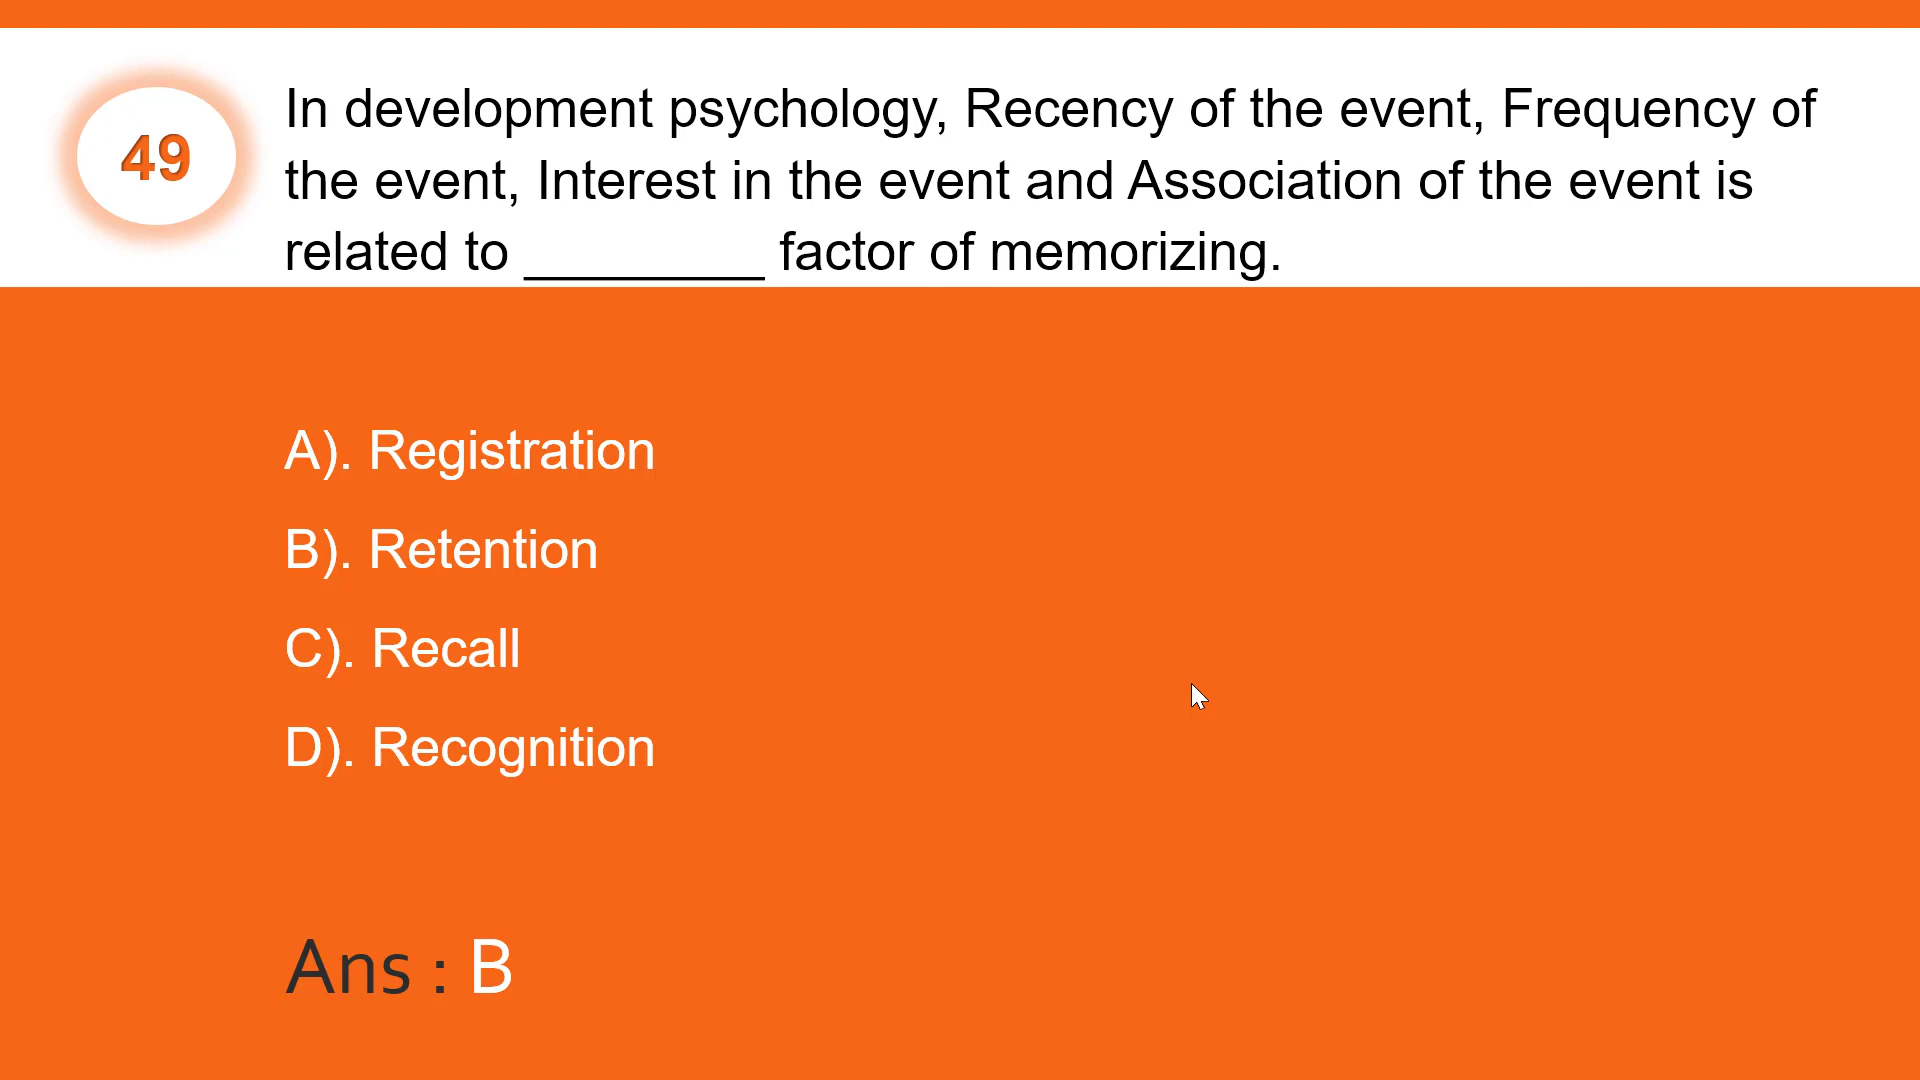 49
In development psychology, Recency of the event, Frequency of
the event, Interest in the event and Association of the event is
related to ________ factor of memorizing.
A). Registration
B). Retention
C). Recall
D). Recognition
Ans : B